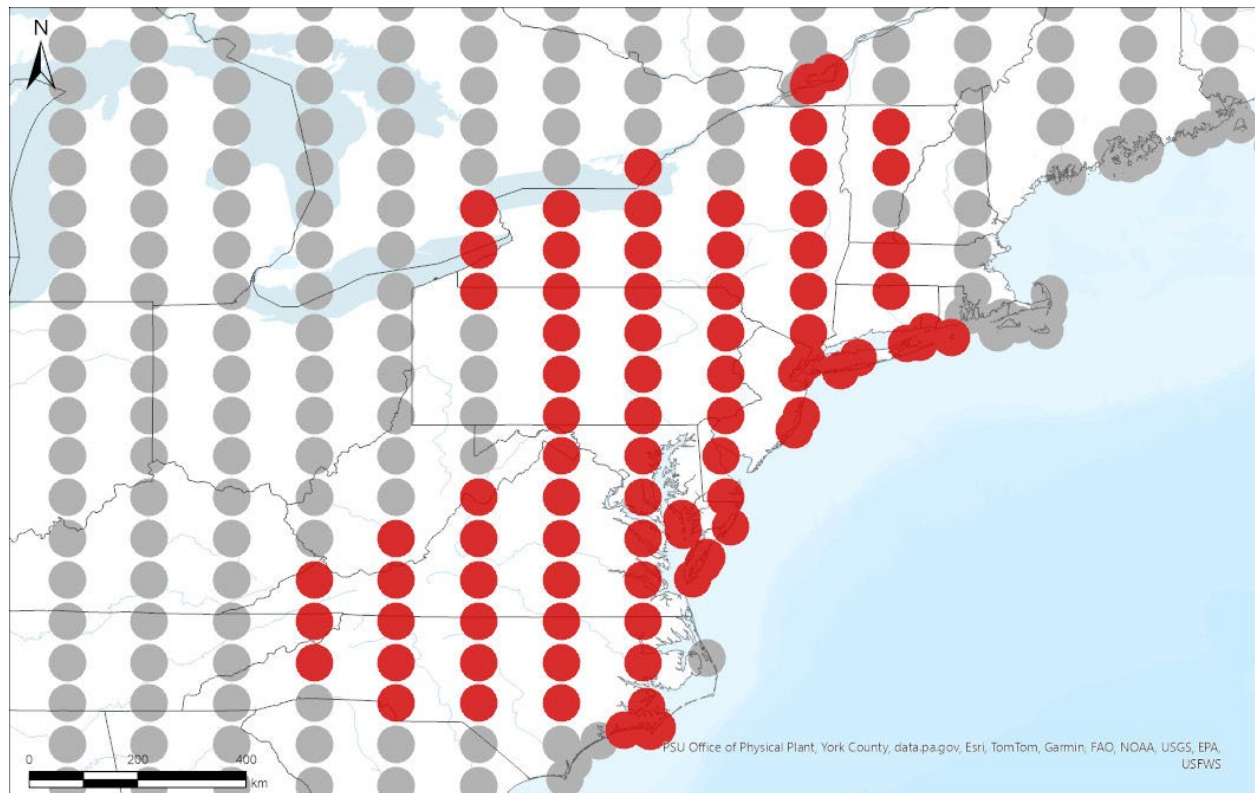 N
PSU Office of Physical Plant, York County, data.pa.gov, Esri, TomTom, Garmin, FAO, NOAA, USGS, EPA,
USFWS
0 200 400
km